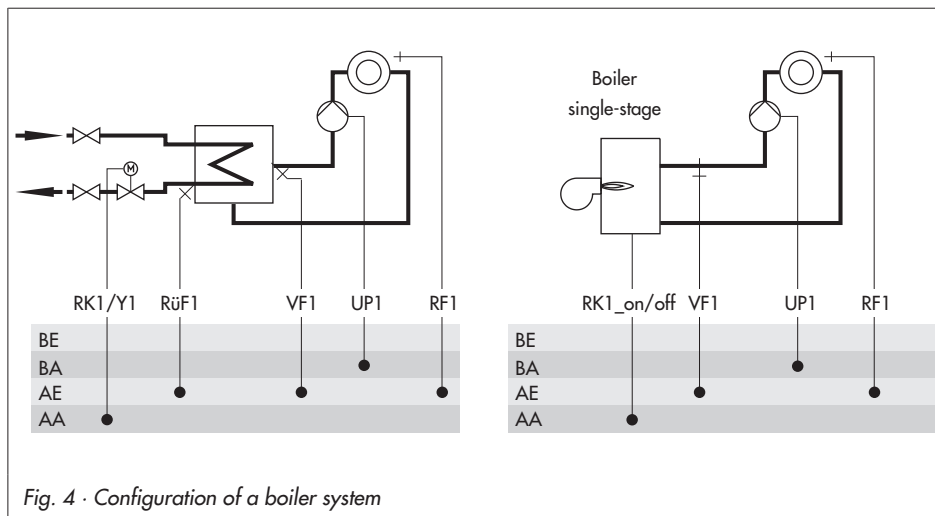 Boiler
single-stage
M
RK1/Y1 RüF1 VF1 UP1 RF1
BE
BA
AE
AA
RK1_on/off VF1 UP1 RF1
BE
BA
AE
AA
Fig. 4 · Configuration of a boiler system